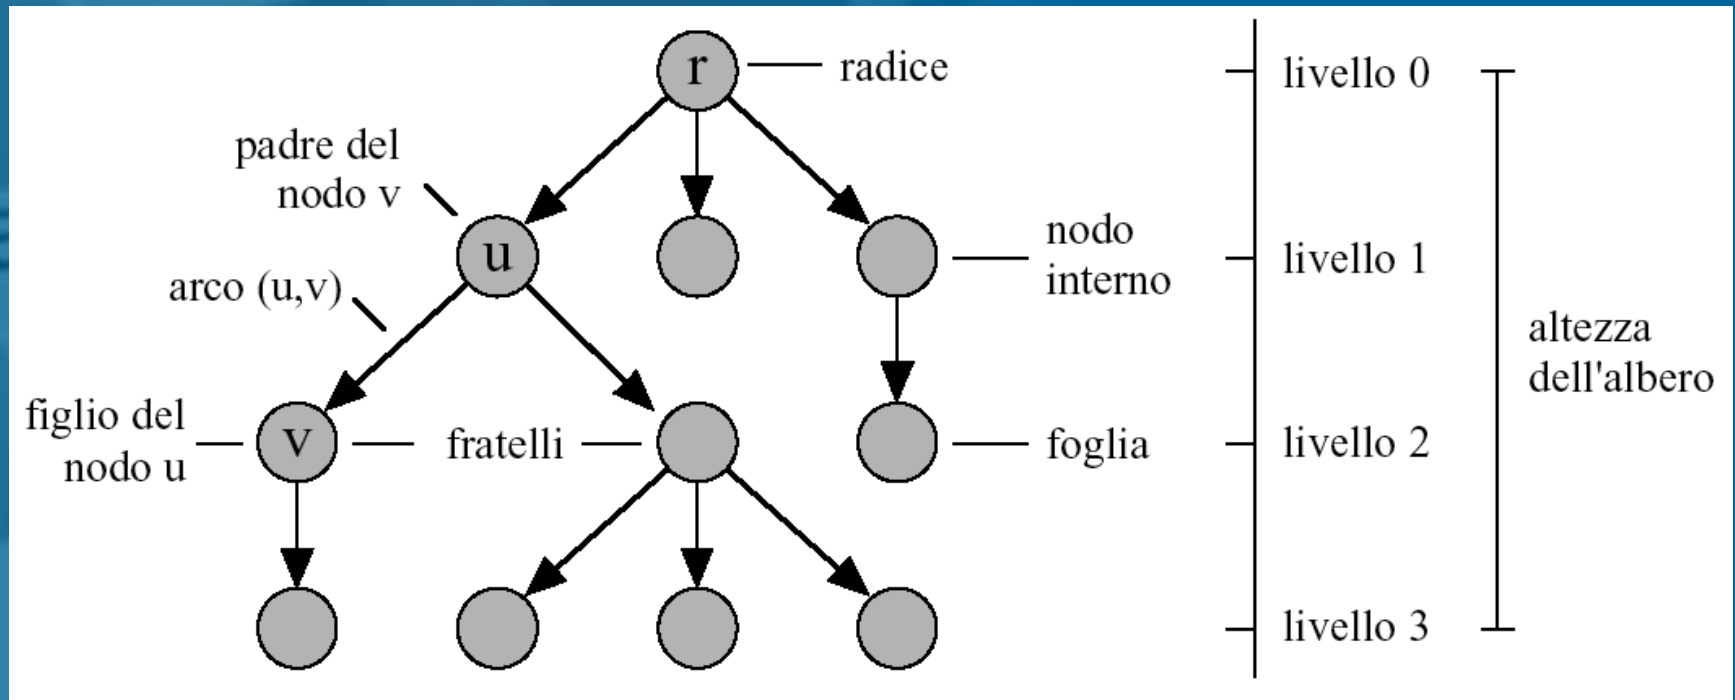 r
radice
livello 0
padre del
nodo v
u
nodo
interno
livello 1
arco (u,v)
altezza
dell'albero
figlio del
nodo u
v
fratelli
foglia
livello 2
livello 3